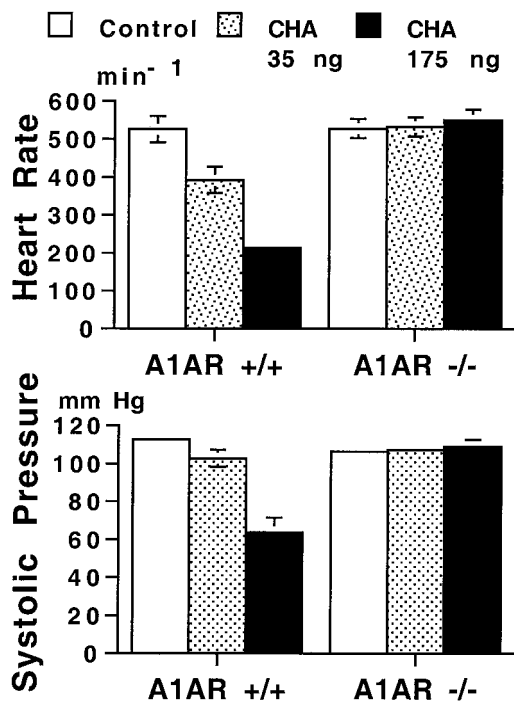 Control CHA CHA
35 ng 175 ng
min- 1
Heart Rate
600
500
400
300
200
100
0
A1AR +/+ A1AR -/-
mm Hg
Systolic Pressure
120
100
80
60
40
20
0
A1AR +/+ A1AR -/-